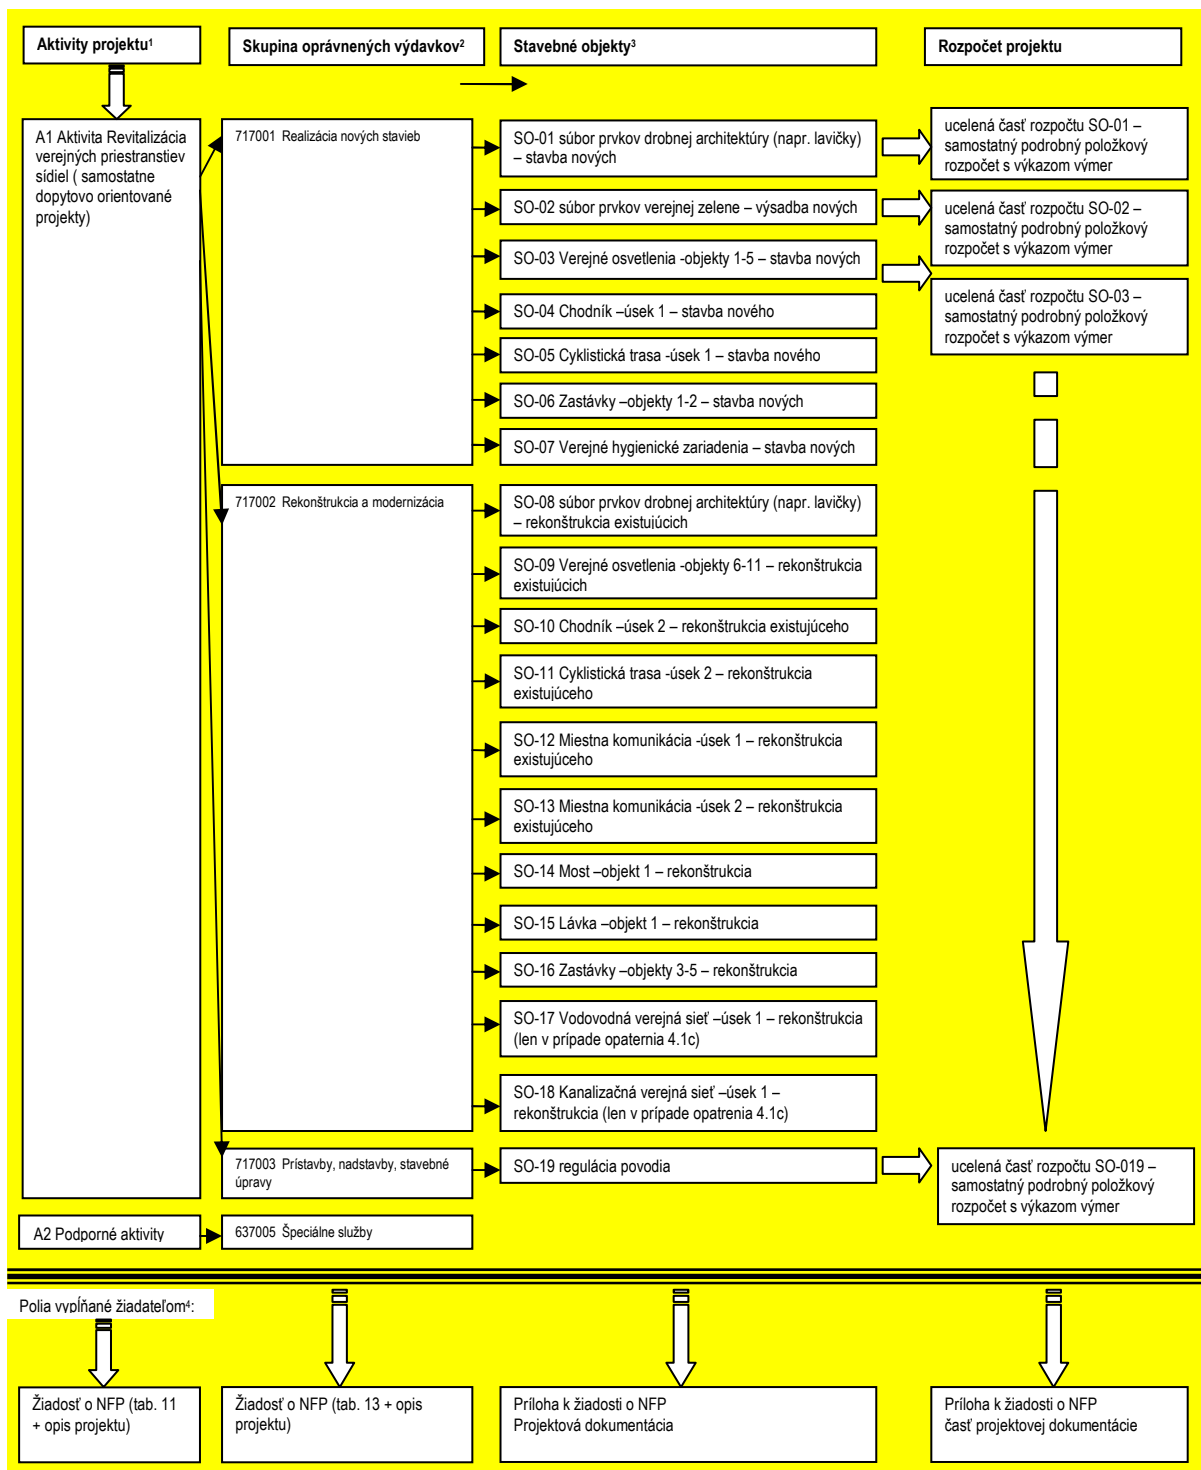 Aktivity projektu¹
Skupina oprávnených výdavkov²
Stavebné objekty³
Rozpočet projektu
A1 Aktivita Revitalizácia
verejných priestranstiev
sídiel ( samostatne
dopytovo orientované
projekty)
717001 Realizácia nových stavieb
SO-01 súbor prvkov drobnej architektúry (napr. lavičky)
– stavba nových
SO-02 súbor prvkov verejnej zelene – výsadba nových
SO-03 Verejné osvetlenia -objekty 1-5 – stavba nových
SO-04 Chodník –úsek 1 – stavba nového
SO-05 Cyklistická trasa -úsek 1 – stavba nového
SO-06 Zastávky –objekty 1-2 – stavba nových
SO-07 Verejné hygienické zariadenia – stavba nových
ucelená časť rozpočtu SO-01 –
samostatný podrobný položkový
rozpočet s výkazom výmer
ucelená časť rozpočtu SO-02 –
samostatný podrobný položkový
rozpočet s výkazom výmer
ucelená časť rozpočtu SO-03 –
samostatný podrobný položkový
rozpočet s výkazom výmer
717002 Rekonštrukcia a modernizácia
SO-08 súbor prvkov drobnej architektúry (napr. lavičky)
– rekonštrukcia existujúcich
SO-09 Verejné osvetlenia -objekty 6-11 – rekonštrukcia
existujúcich
SO-10 Chodník –úsek 2 – rekonštrukcia existujúceho
SO-11 Cyklistická trasa -úsek 2 – rekonštrukcia
existujúceho
SO-12 Miestna komunikácia -úsek 1 – rekonštrukcia
existujúceho
SO-13 Miestna komunikácia -úsek 2 – rekonštrukcia
existujúceho
SO-14 Most –objekt 1 – rekonštrukcia
SO-15 Lávka –objekt 1 – rekonštrukcia
SO-16 Zastávky –objekty 3-5 – rekonštrukcia
SO-17 Vodovodná verejná sieť –úsek 1 – rekonštrukcia
(len v prípade opaternia 4.1c)
SO-18 Kanalizačná verejná sieť –úsek 1 –
rekonštrukcia (len v prípade opatrenia 4.1c)
717003 Prístavby, nadstavby, stavebné
úpravy
SO-19 regulácia povodia
ucelená časť rozpočtu SO-019 –
samostatný podrobný položkový
rozpočet s výkazom výmer
A2 Podporné aktivity
637005 Špeciálne služby
Polia vypĺňané žiadateľom⁴:
Žiadosť o NFP (tab. 11
+ opis projektu)
Žiadosť o NFP (tab. 13 + opis
projektu)
Príloha k žiadosti o NFP
Projektová dokumentácia
Príloha k žiadosti o NFP
časť projektovej dokumentácie